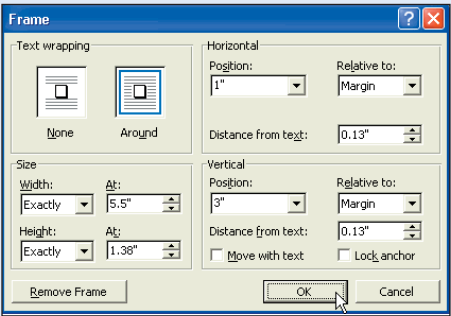 Frame
Text wrapping
None
Around
Horizontal
Position:
Relative to:
1"
Margin
Distance from text:
0.13"
Size
Width:
At:
Exactly
5.5"
Height:
At:
Exactly
1.38"
Vertical
Position:
Relative to:
3"
Margin
Distance from text:
0.13"
Move with text
Lock anchor
Remove Frame
OK
Cancel